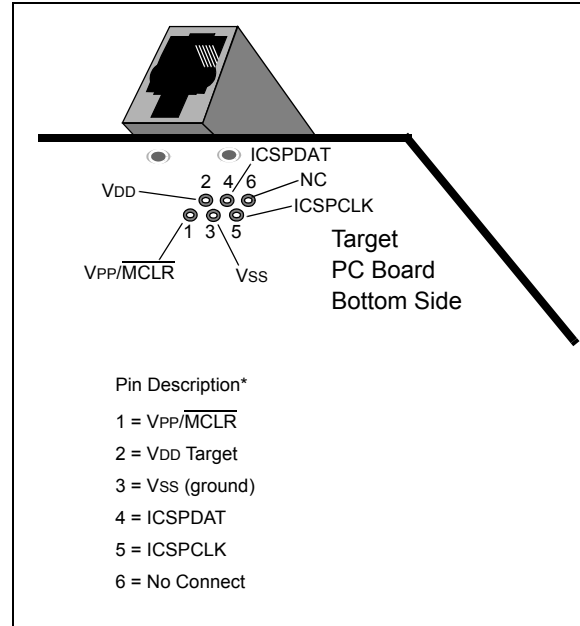 ICSPDAT
2 4 6
NC
VDD
ICSPCLK
1 3 5
Target
PC Board
Bottom Side
VPP/MCLR
VSS
Pin Description*
1 = VPP/MCLR
2 = VDD Target
3 = VSS (ground)
4 = ICSPDAT
5 = ICSPCLK
6 = No Connect